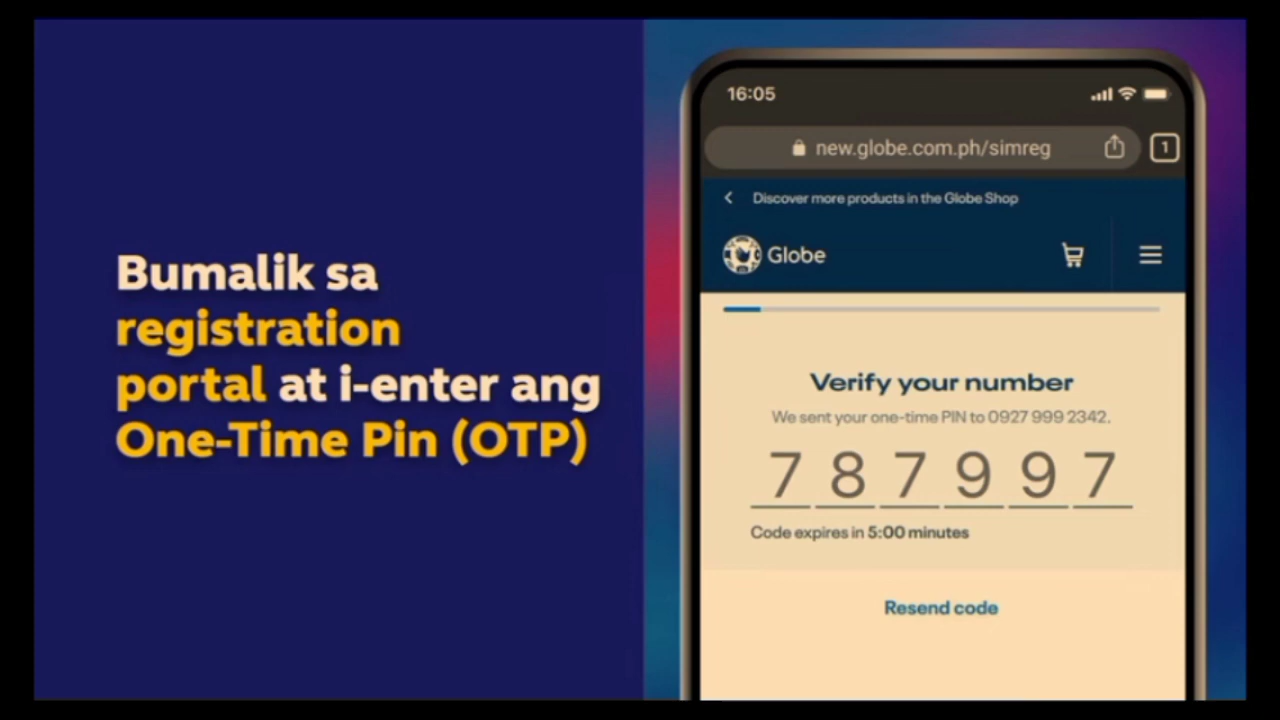 Bumalik sa
registration
portal at i-enter ang
One-Time Pin (OTP)
16:05
new.globe.com.ph/simreg
1
Discover more products in the Globe Shop
Globe
Verify your number
We sent your one-time PIN to 0927 999 2342.
7 8 7 9 9 7
Code expires in 5:00 minutes
Resend code